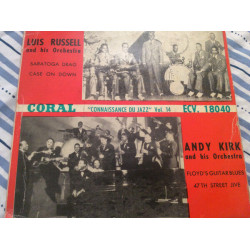 LUIS RUSSELL
and his Orchestra
SARATOGA DRAG
CASE ON DOWN
CORAL "CONNAISSANCE DU JAZZ" Vol. 14 ECV. 18040
ANDY KIRK
and his Orchestra
FLOYD'S GUITAR BLUES
47TH STREET JIVE